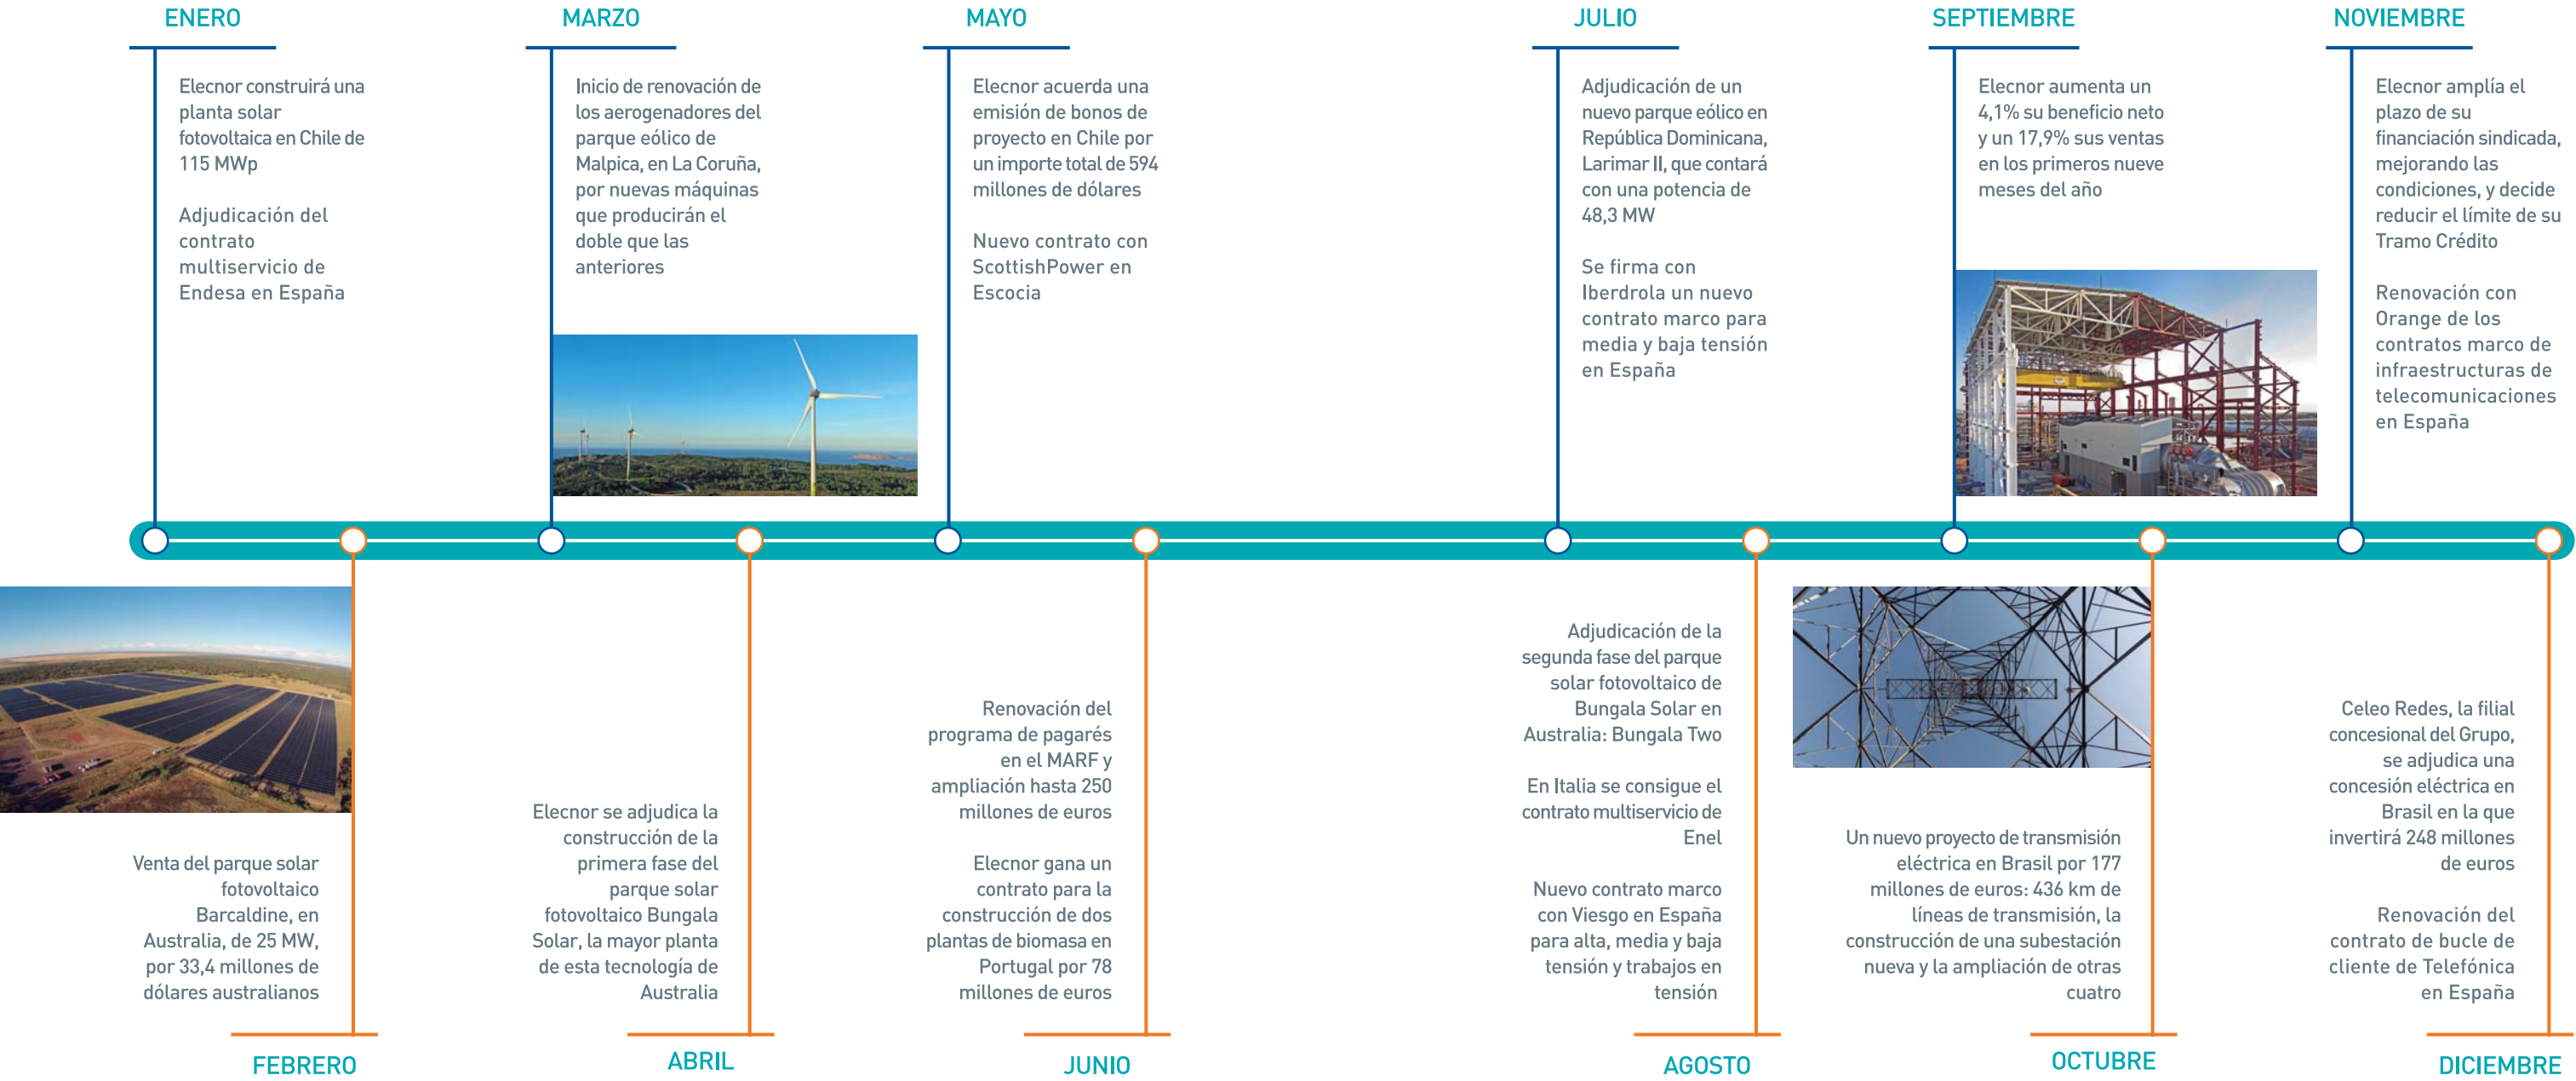 ENERO
Elecnor construirá una
planta solar
fotovoltaica en Chile de
115 MWp
Adjudicación del
contrato
multiservicio de
Endesa en España
MARZO
Inicio de renovación de
los aerogenadores del
parque eólico de
Malpica, en La Coruña,
por nuevas máquinas
que producirán el
doble que las
anteriores
MAYO
Elecnor acuerda una
emisión de bonos de
proyecto en Chile por
un importe total de 594
millones de dólares
Nuevo contrato con
ScottishPower en
Escocia
JULIO
Adjudicación de un
nuevo parque eólico en
República Dominicana,
Larimar II, que contará
con una potencia de
48,3 MW
Se firma con
Iberdrola un nuevo
contrato marco para
media y baja tensión
en España
SEPTIEMBRE
Elecnor aumenta un
4,1% su beneficio neto
y un 17,9% sus ventas
en los primeros nueve
meses del año
NOVIEMBRE
Elecnor amplía el
plazo de su
financiación sindicada,
mejorando las
condiciones, y decide
reducir el límite de su
Tramo Crédito
Renovación con
Orange de los
contratos marco de
infraestructuras de
telecomunicaciones
en España
Venta del parque solar
fotovoltaico
Barcaldine, en
Australia, de 25 MW,
por 33,4 millones de
dólares australianos
FEBRERO
Elecnor se adjudica la
construcción de la
primera fase del
parque solar
fotovoltaico Bungala
Solar, la mayor planta
de esta tecnología de
Australia
ABRIL
Renovación del
programa de pagarés
en el MARF y
ampliación hasta 250
millones de euros
Elecnor gana un
contrato para la
construcción de dos
plantas de biomasa en
Portugal por 78
millones de euros
JUNIO
Adjudicación de la
segunda fase del parque
solar fotovoltaico de
Bungala Solar en
Australia: Bungala Two
En Italia se consigue el
contrato multiservicio de
Enel
Nuevo contrato marco
con Viesgo en España
para alta, media y baja
tensión y trabajos en
tensión
AGOSTO
Un nuevo proyecto de transmisión
eléctrica en Brasil por 177
millones de euros: 436 km de
líneas de transmisión, la
construcción de una subestación
nueva y la ampliación de otras
cuatro
OCTUBRE
Celeo Redes, la filial
concesional del Grupo,
se adjudica una
concesión eléctrica en
Brasil en la que
invertirá 248 millones
de euros
Renovación del
contrato de bucle de
cliente de Telefónica
en España
DICIEMBRE